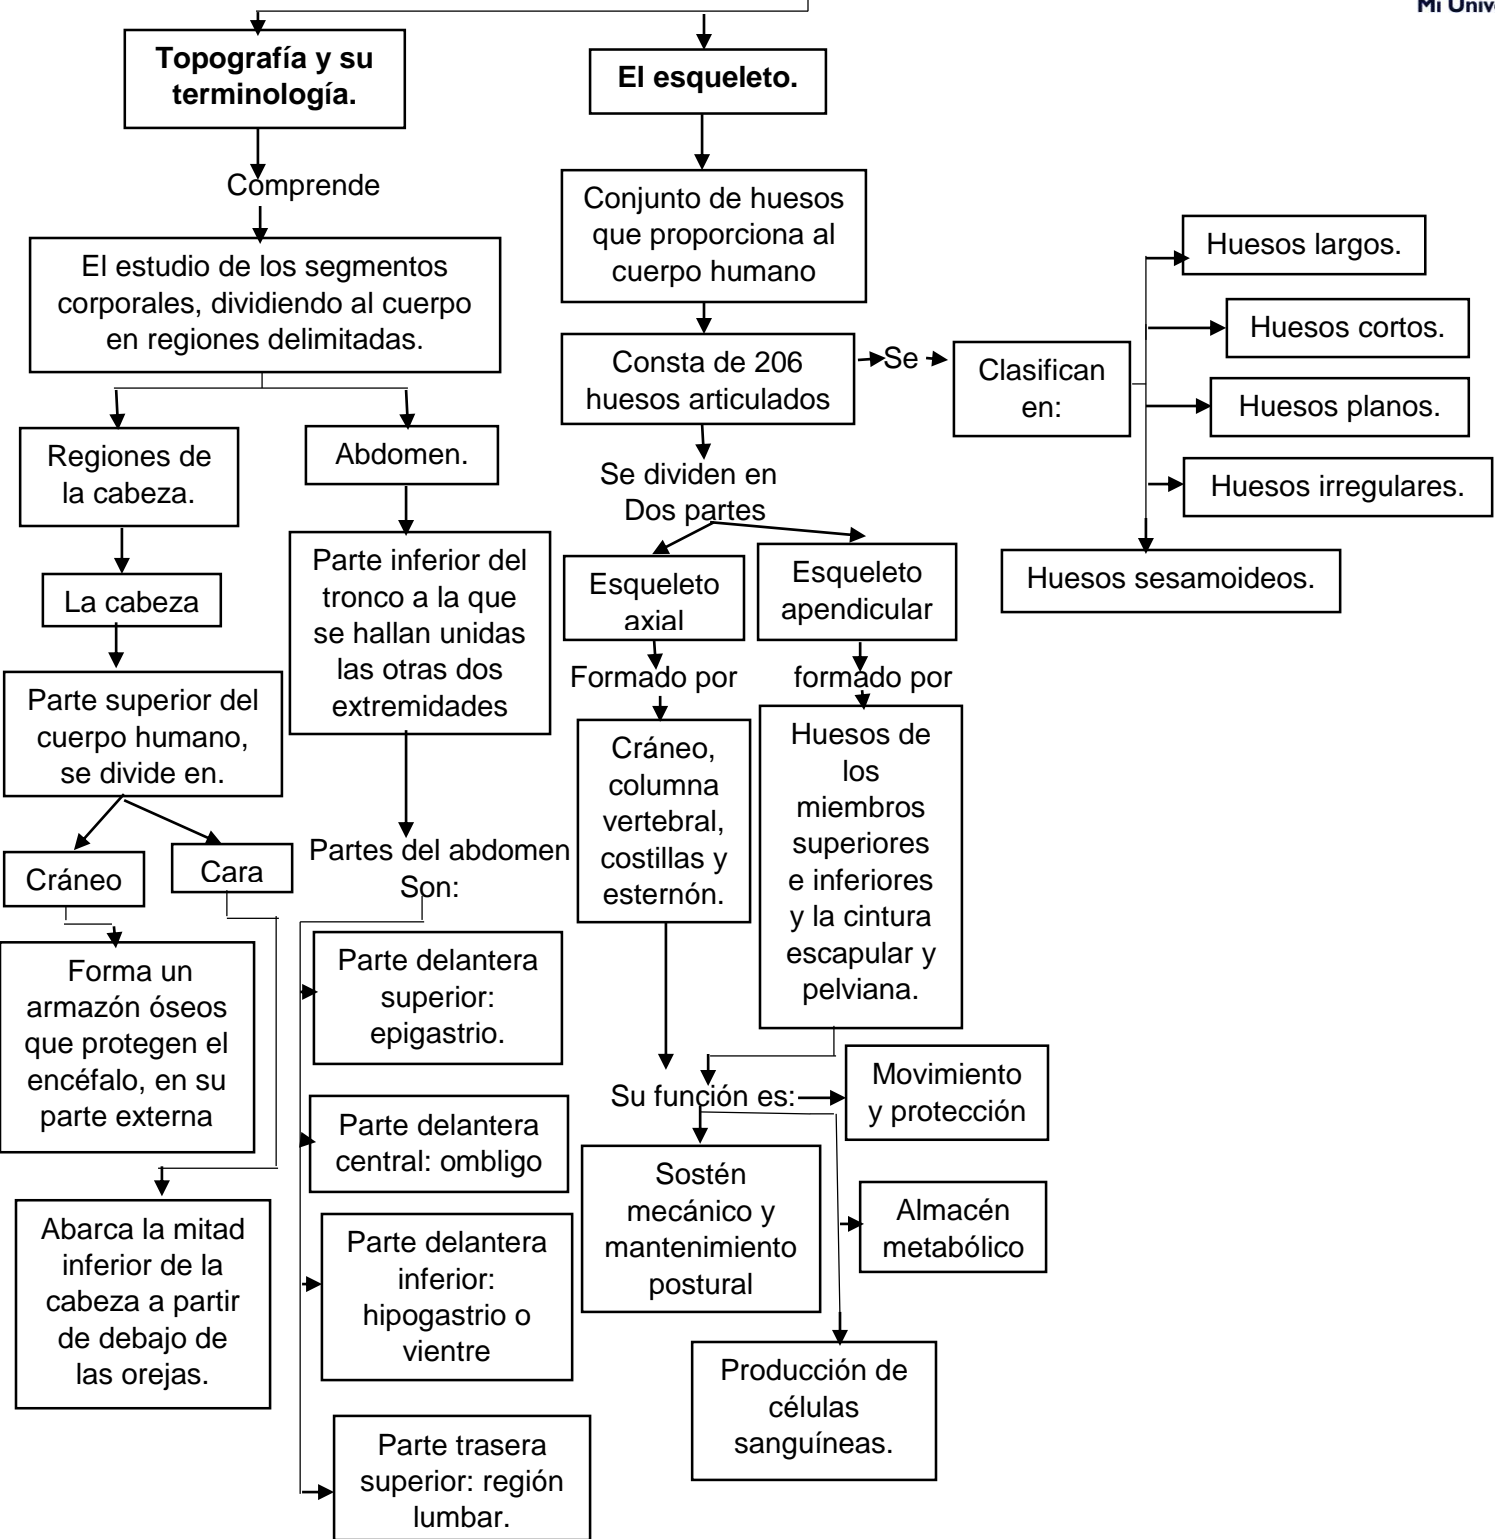 Mi Unive
Topografía y su
terminología.
Comprende
El estudio de los segmentos
corporales, dividiendo al cuerpo
en regiones delimitadas.
Regiones de
la cabeza.
La cabeza
Parte superior del
cuerpo humano,
se divide en.
Cráneo
Cara
Forma un
armazón óseos
que protegen el
encéfalo, en su
parte externa
Abarca la mitad
inferior de la
cabeza a partir
de debajo de
las orejas.
Abdomen.
Parte inferior del
tronco a la que
se hallan unidas
las otras dos
extremidades
Partes del abdomen
Son:
Parte delantera
superior:
epigastrio.
Parte delantera
central: ombligo
Parte delantera
inferior:
hipogastrio o
vientre
Parte trasera
superior: región
lumbar.
El esqueleto.
Conjunto de huesos
que proporciona al
cuerpo humano
Consta de 206
huesos articulados
Se
Clasifican
en:
Huesos largos.
Huesos cortos.
Huesos planos.
Huesos irregulares.
Huesos sesamoideos.
Se dividen en
Dos partes
Esqueleto
axial
Formado por
Cráneo,
columna
vertebral,
costillas y
esternón.
Esqueleto
apendicular
formado por
Huesos de
los
miembros
superiores
e inferiores
y la cintura
escapular y
pelviana.
Su función es:
Movimiento
y protección
Sostén
mecánico y
mantenimiento
postural
Almacén
metabólico
Producción de
células
sanguíneas.